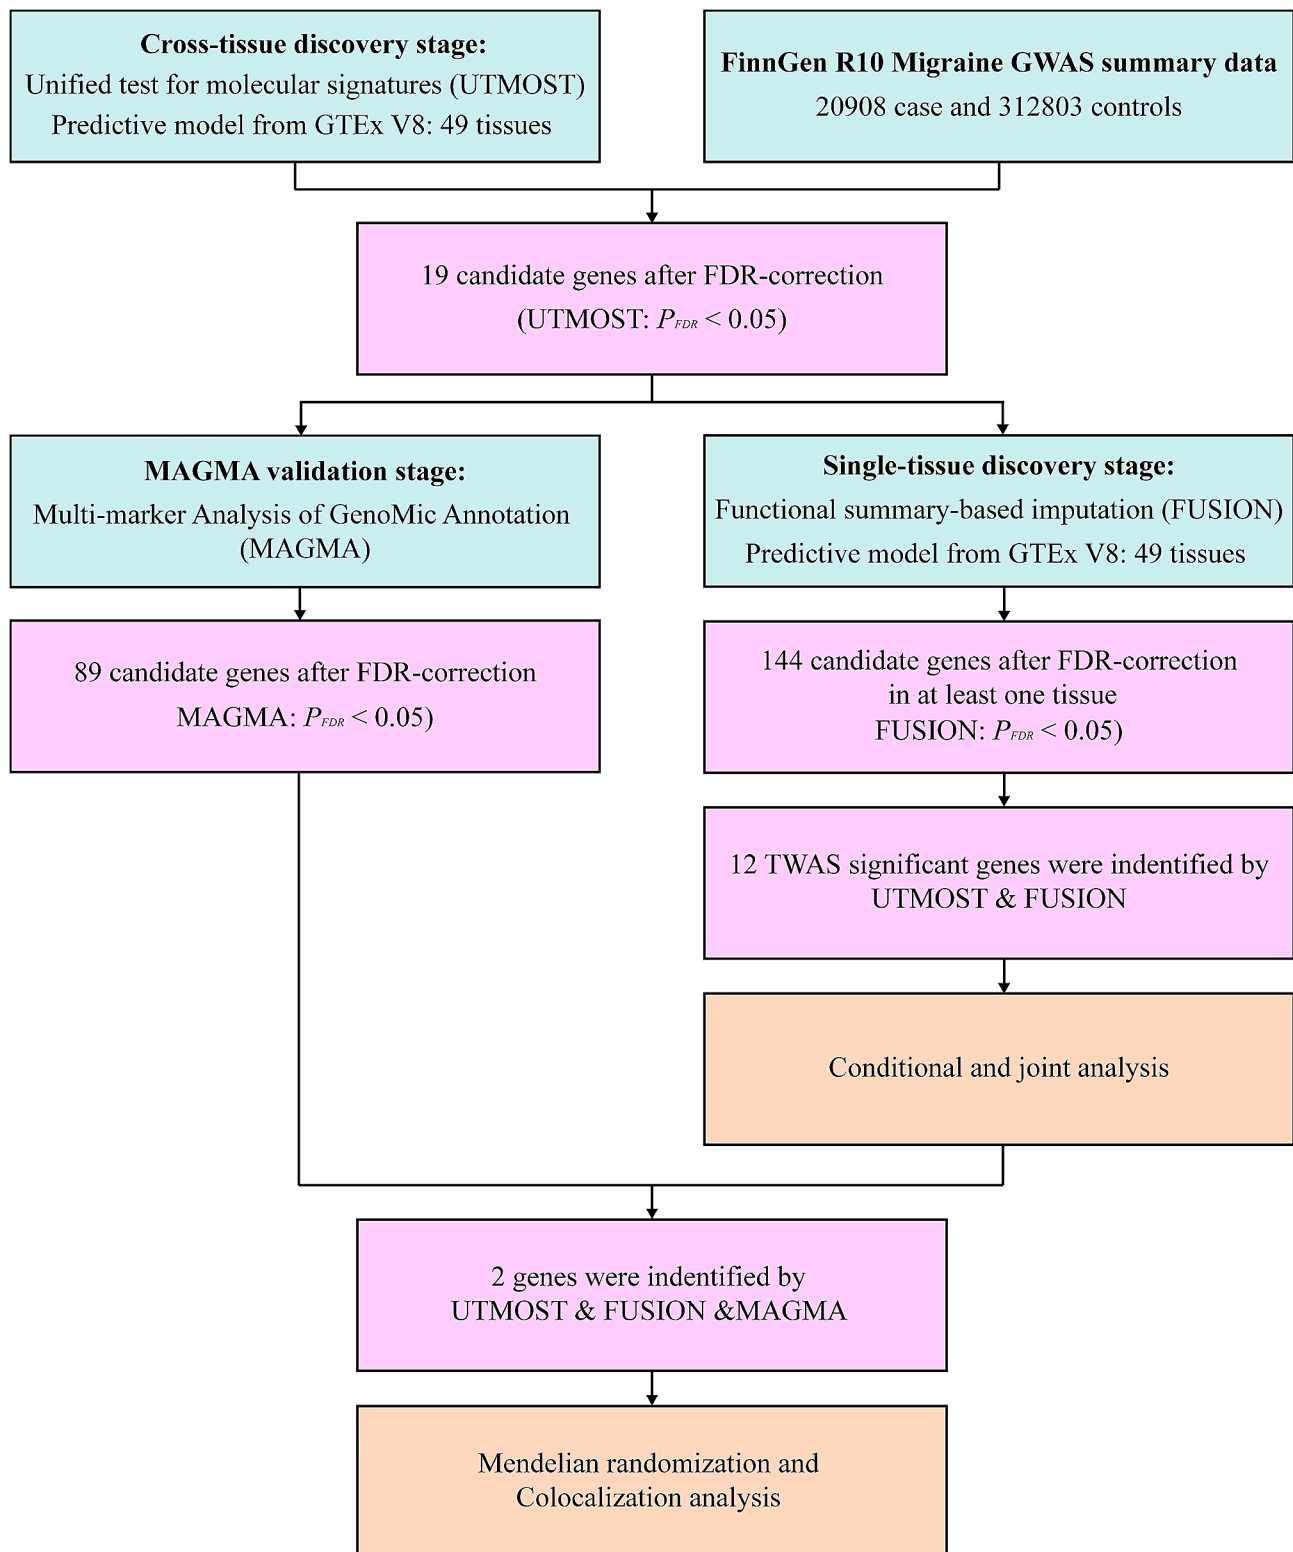 Cross-tissue discovery stage:
Unified test for molecular signatures (UTMOST)
Predictive model from GTEx V8: 49 tissues
FinnGen R10 Migraine GWAS summary data
20908 case and 312803 controls
19 candidate genes after FDR-correction
(UTMOST: P_FDR < 0.05)
MAGMA validation stage:
Multi-marker Analysis of GenoMic Annotation
(MAGMA)
Single-tissue discovery stage:
Functional summary-based imputation (FUSION)
Predictive model from GTEx V8: 49 tissues
89 candidate genes after FDR-correction
MAGMA: P_FDR < 0.05)
144 candidate genes after FDR-correction
in at least one tissue
FUSION: P_FDR < 0.05)
12 TWAS significant genes were indentified by
UTMOST & FUSION
Conditional and joint analysis
2 genes were indentified by
UTMOST & FUSION &MAGMA
Mendelian randomization and
Colocalization analysis